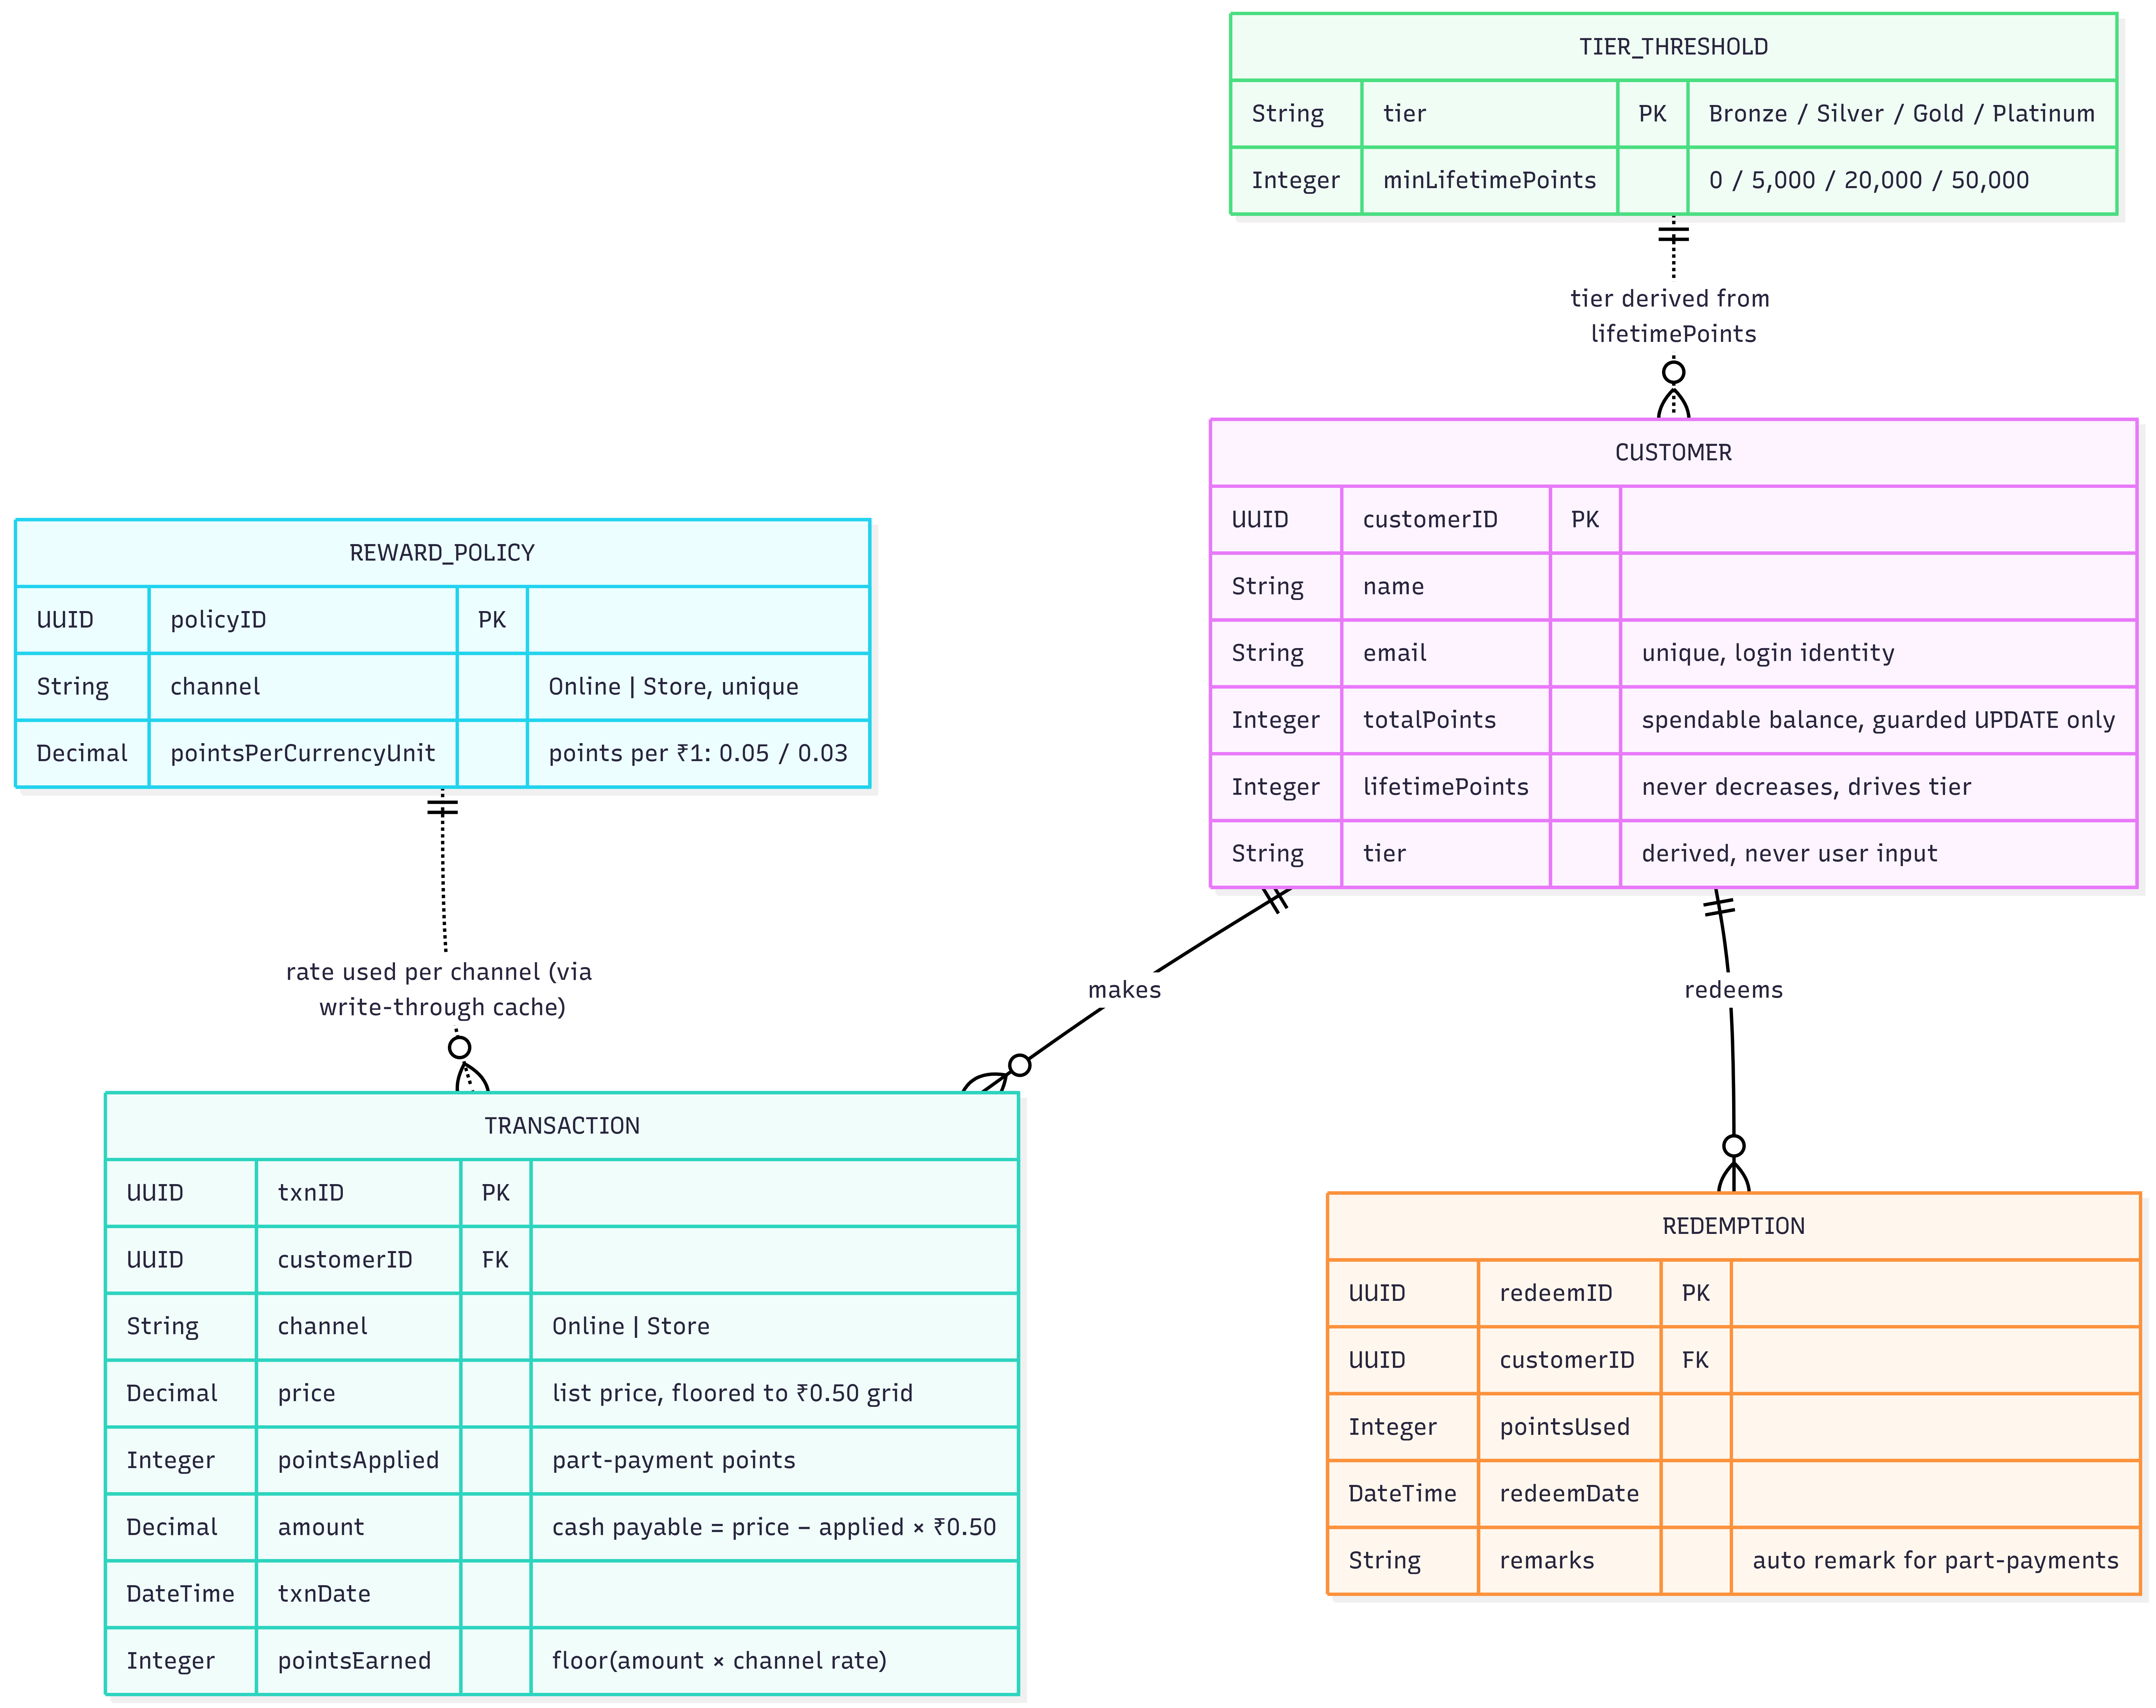 TIER_THRESHOLD
String tier PK Bronze / Silver / Gold / Platinum
Integer minLifetimePoints 0 / 5,000 / 20,000 / 50,000
tier derived from
lifetimePoints
CUSTOMER
UUID customerID PK
String name
String email unique, login identity
Integer totalPoints spendable balance, guarded UPDATE only
Integer lifetimePoints never decreases, drives tier
String tier derived, never user input
REWARD_POLICY
UUID policyID PK
String channel Online | Store, unique
Decimal pointsPerCurrencyUnit points per ₹1: 0.05 / 0.03
rate used per channel (via
write-through cache)
makes
redeems
TRANSACTION
UUID txnID PK
UUID customerID FK
String channel Online | Store
Decimal price list price, floored to ₹0.50 grid
Integer pointsApplied part-payment points
Decimal amount cash payable = price − applied × ₹0.50
DateTime txnDate
Integer pointsEarned floor(amount × channel rate)
REDEMPTION
UUID redeemID PK
UUID customerID FK
Integer pointsUsed
DateTime redeemDate
String remarks auto remark for part-payments